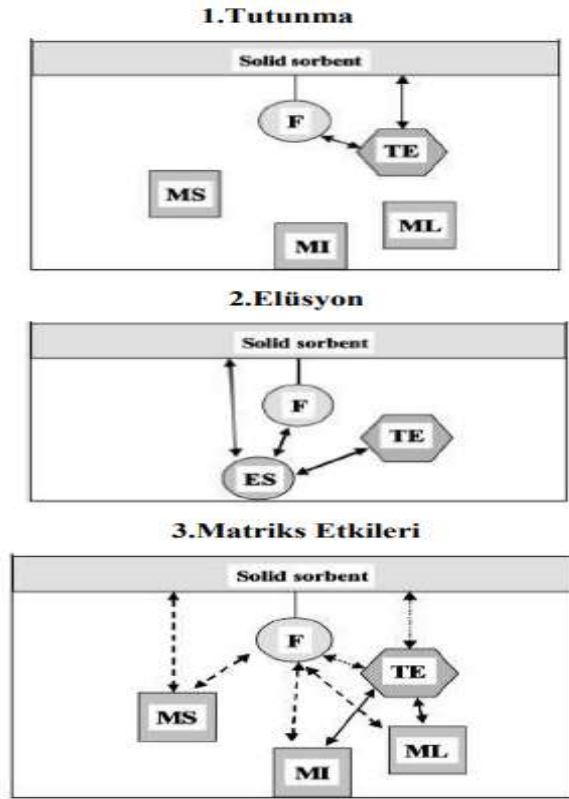 1.Tutunma
Solid sorbent
F
TE
MS
ML
MI
2.Elüsyon
Solid sorbent
F
TE
ES
3.Matriks Etkileri
Solid sorbent
F
TE
MS
ML
MI